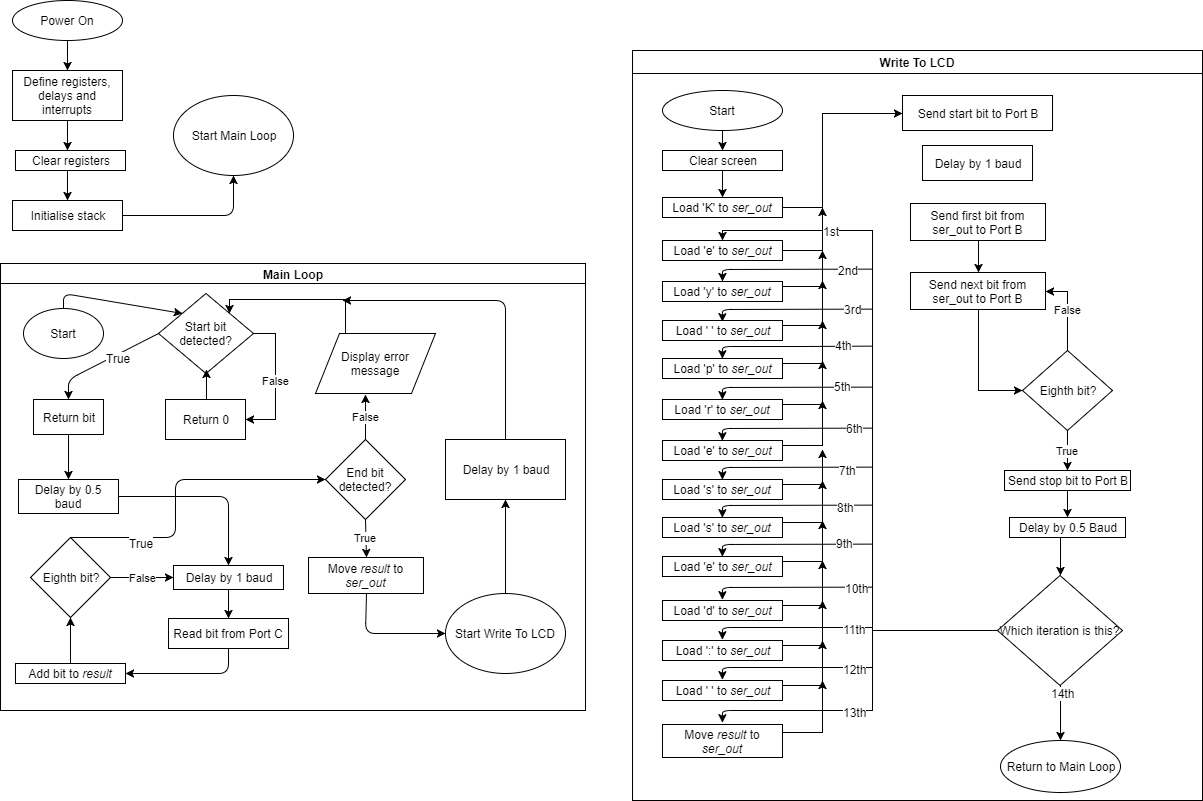 Power On
Define registers,
delays and
interrupts
Clear registers
Initialise stack
Start Main Loop
Main Loop
Start
Start bit
detected?
True
False
Return bit
Return 0
Delay by 0.5
baud
Eighth bit?
True
False
Delay by 1 baud
Read bit from Port C
Add bit to result
Display error
message
False
End bit
detected?
True
Move result to
ser_out
Start Write To LCD
Delay by 1 baud
Write To LCD
Start
Clear screen
Load 'K' to ser_out
1st
Load 'e' to ser_out
2nd
Load 'y' to ser_out
3rd
Load ' ' to ser_out
4th
Load 'p' to ser_out
5th
Load 'r' to ser_out
6th
Load 'e' to ser_out
7th
Load 's' to ser_out
8th
Load 's' to ser_out
9th
Load 'e' to ser_out
10th
Load 'd' to ser_out
11th
Load ':' to ser_out
12th
Load ' ' to ser_out
13th
Move result to
ser_out
Send start bit to Port B
Delay by 1 baud
Send first bit from
ser_out to Port B
Send next bit from
ser_out to Port B
False
Eighth bit?
True
Send stop bit to Port B
Delay by 0.5 Baud
Which iteration is this?
14th
Return to Main Loop